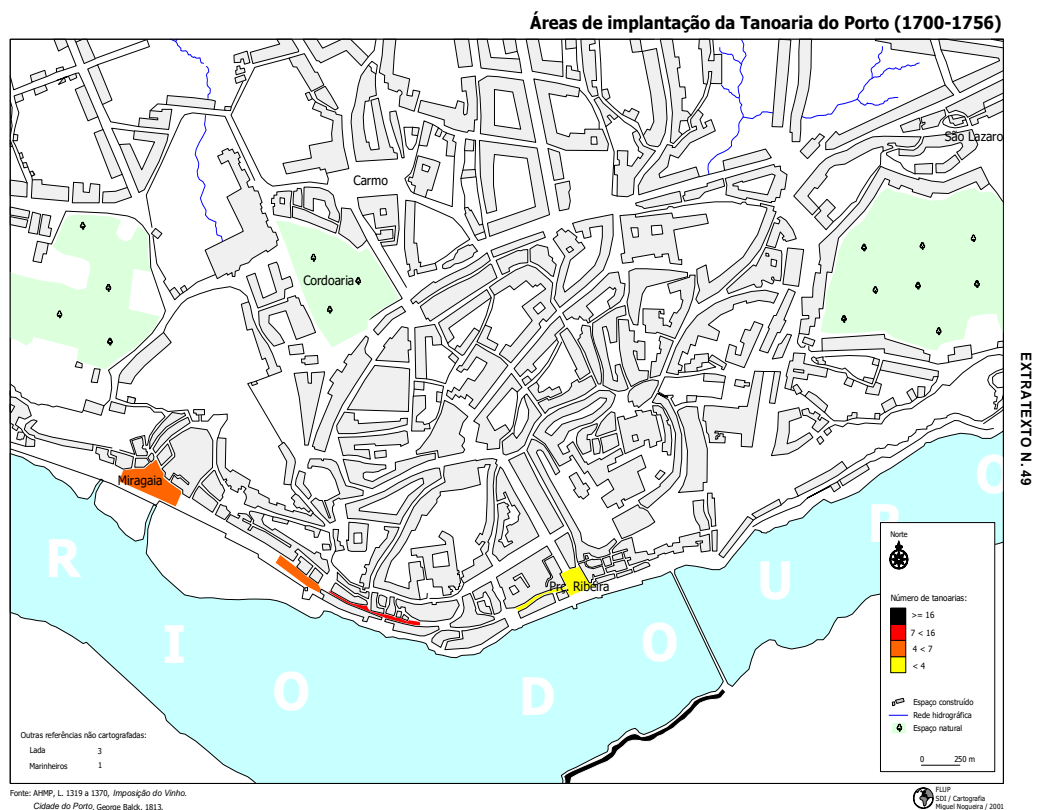 Áreas de implantação da Tanoaria do Porto (1700-1756)
São Lazaro
Carmo
Cordoaria
EXTRATEXTO N. 49
Miragaia
Prç. Ribeira
R I O D O U R O
Norte
Número de tanoarias:
>= 16
7 < 16
4 < 7
< 4
Espaço construído
Rede hidrográfica
Espaço natural
0 250 m
Outras referências não cartografadas:
Lada 3
Marinheiros 1
Fonte: AHMP, L. 1319 a 1370, Imposição do Vinho.
Cidade do Porto, George Balck, 1813.
FLUP
SDI / Cartografia
Miguel Nogueira / 2001